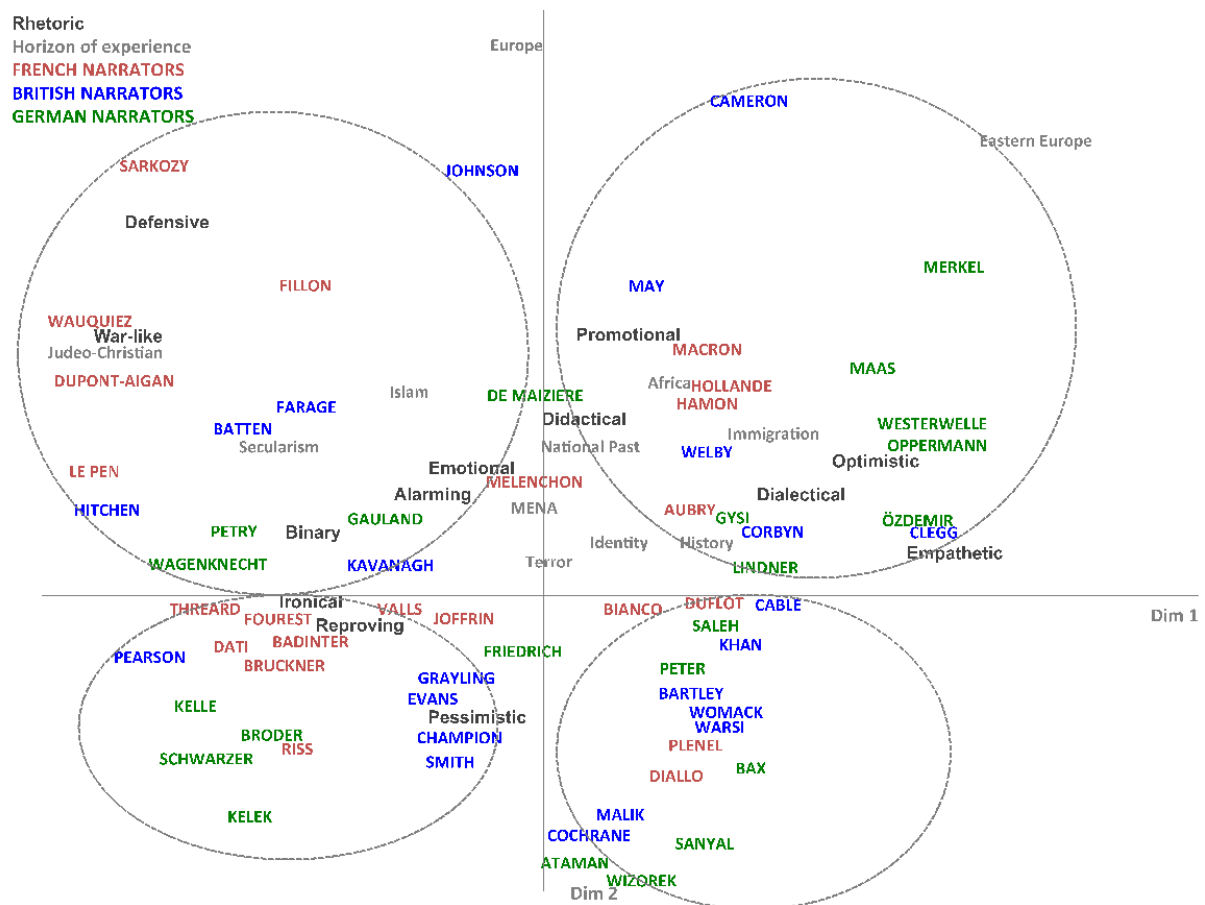 Rhetoric
Horizon of experience
FRENCH NARRATORS
BRITISH NARRATORS
GERMAN NARRATORS
Europe
CAMERON
Eastern Europe
SARKOZY
JOHNSON
Defensive
MERKEL
FILLON
MAY
WAUQUIEZ
War-like
Promotional
Judeo-Christian
MACRON
MAAS
DUPONT-AIGAN
Africa
HOLLANDE
Islam
DE MAIZIERE
HAMON
FARAGE
Didactical
WESTERWELLE
BATTEN
Immigration
Secularism
National Past
OPPERMANN
WELBY
Optimistic
LE PEN
Emotional
MELENCHON
Alarming
Dialectical
HITCHEN
MENA
AUBRY
GAULAND
GYSI
ÖZDEMIR
PETRY
Binary
CORBYN
CLEGG
Identity
History
Empathetic
WAGENKNECHT
KAVANAGH
Terror
LINDNER
Ironical
THREARD
VALLS
BIANCO
DUFLOT
CABLE
Dim 1
FOUREST
JOFFRIN
Reproving
SALEH
DATI
BADINTER
KHAN
PEARSON
FRIEDRICH
BRUCKNER
PETER
GRAYLING
EVANS
BARTLEY
KELLE
WOMACK
Pessimistic
WARSI
BRODER
CHAMPION
RISS
PLENEL
SCHWARZER
SMITH
BAX
DIALLO
KELEK
MALIK
COCHRANE
SANYAL
ATAMAN
WIZOREK
Dim 2